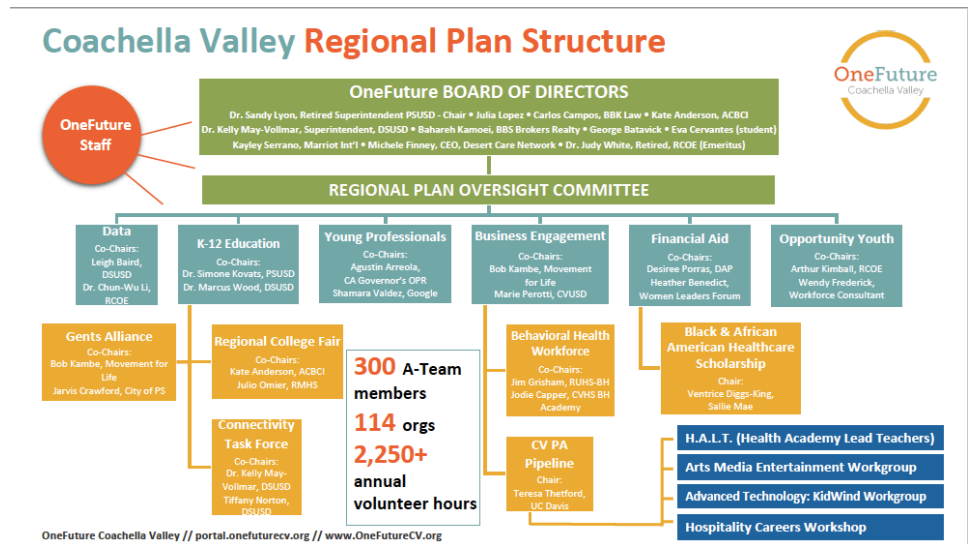 Coachella Valley Regional Plan Structure
OneFuture
Coachella Valley
OneFuture
Staff
OneFuture BOARD OF DIRECTORS
Dr. Sandy Lyon, Retired Superintendent PSUSD - Chair • Julia Lopez • Carlos Campos, BBK Law • Kate Anderson, ACBCI
Dr. Kelly May-Vollmar, Superintendent, DSUSD • Bahareh Kamoei, BBS Brokers Realty • George Batavick • Eva Cervantes (student)
Kayley Serrano, Marriot Int'l • Michele Finney, CEO, Desert Care Network • Dr. Judy White, Retired, RCOE (Emeritus)
REGIONAL PLAN OVERSIGHT COMMITTEE
Data
Co-Chairs:
Leigh Baird,
DSUSD
Dr. Chun-Wu Li,
RCOE
K-12 Education
Co-Chairs:
Dr. Simone Kovats, PSUSD
Dr. Marcus Wood, DSUSD
Young Professionals
Co-Chairs:
Agustin Arreola,
CA Governor's OPR
Shamara Valdez, Google
Business Engagement
Co-Chairs:
Bob Kambe, Movement
for Life
Marie Perotti, CVUSD
Financial Aid
Co-Chairs:
Desiree Porras, DAP
Heather Benedict,
Women Leaders Forum
Opportunity Youth
Co-Chairs:
Arthur Kimball, RCOE
Wendy Frederick,
Workforce Consultant
Gents Alliance
Co-Chairs:
Bob Kambe, Movement for
Life
Jarvis Crawford, City of PS
Regional College Fair
Co-Chairs:
Kate Anderson, ACBCI
Julio Omier, RMHS
Connectivity
Task Force
Co-Chairs:
Dr. Kelly May-
Vollmar, DSUSD
Tiffany Norton,
DSUSD
300 A-Team
members
114 orgs
2,250+
annual
volunteer hours
Behavioral Health
Workforce
Co-Chairs:
Jim Grisham, RUHS-BH
Jodie Capper, CVHS BH
Academy
CV PA
Pipeline
Chair:
Teresa Thetford,
UC Davis
Black & African
American Healthcare
Scholarship
Chair:
Ventrice Diggs-King,
Sallie Mae
H.A.L.T. (Health Academy Lead Teachers)
Arts Media Entertainment Workgroup
Advanced Technology: KidWind Workgroup
Hospitality Careers Workshop
OneFuture Coachella Valley // portal.onefuturecv.org // www.OneFutureCV.org